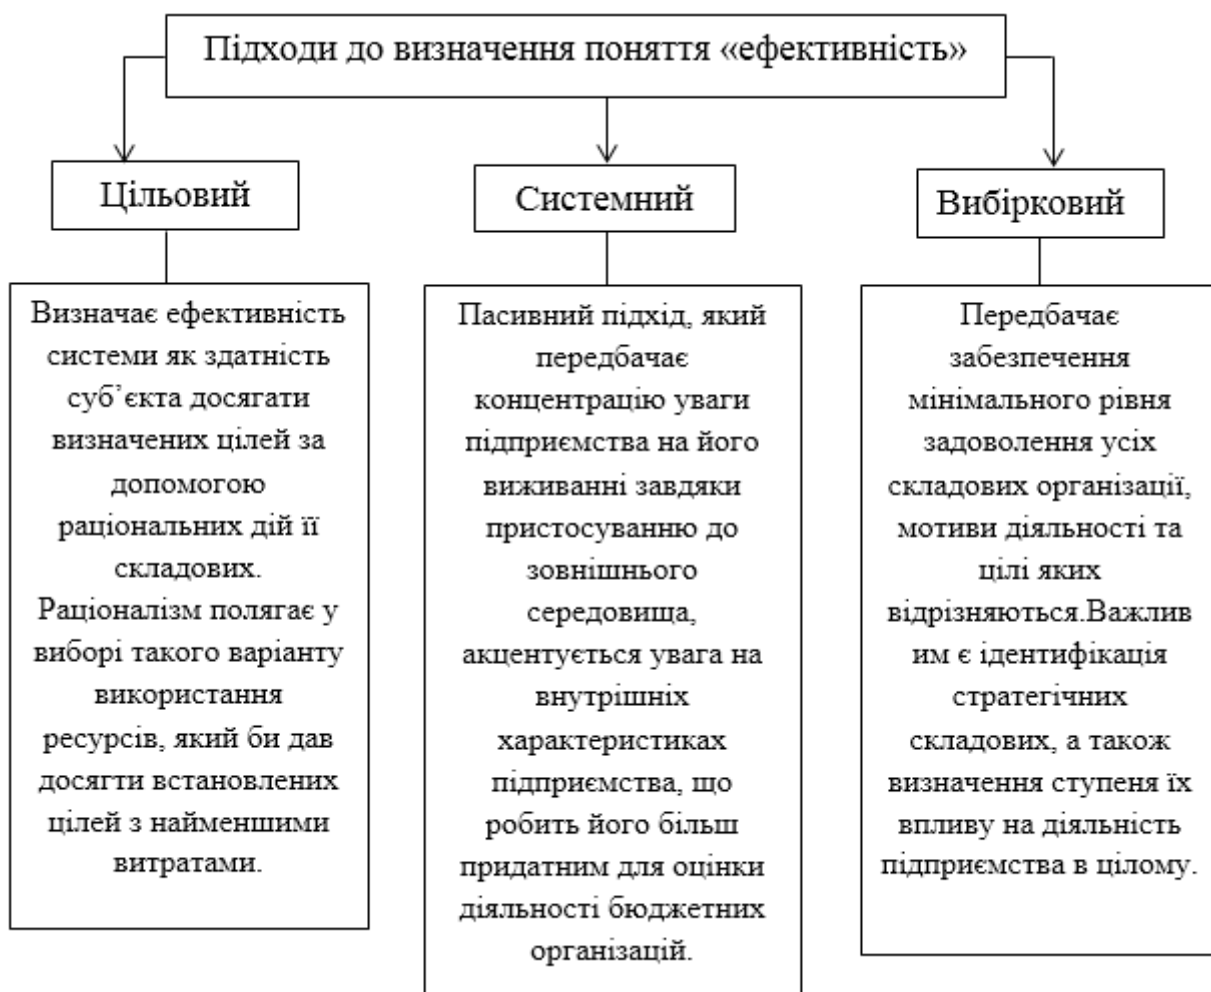 Підходи до визначення поняття «ефективність»
Цільовий
Визначає ефективність
системи як здатність
суб’єкта досягати
визначених цілей за
допомогою
раціональних дій її
складових.
Раціоналізм полягає у
виборі такого варіанту
використання
ресурсів, який би дав
досягти встановлених
цілей з найменшими
витратами.
Системний
Пасивний підхід, який
передбачає
концентрацію уваги
підприємства на його
виживанні завдяки
пристосуванню до
зовнішнього
середовища,
акцентується увага на
внутрішніх
характеристиках
підприємства, що
робить його більш
придатним для оцінки
діяльності бюджетних
організацій.
Вибірковий
Передбачає
забезпечення
мінімального рівня
задоволення усіх
складових організації,
мотиви діяльності та
цілі яких
відрізняються.Важлив
им є ідентифікація
стратегічних
складових, а також
визначення ступеня їх
впливу на діяльність
підприємства в цілому.